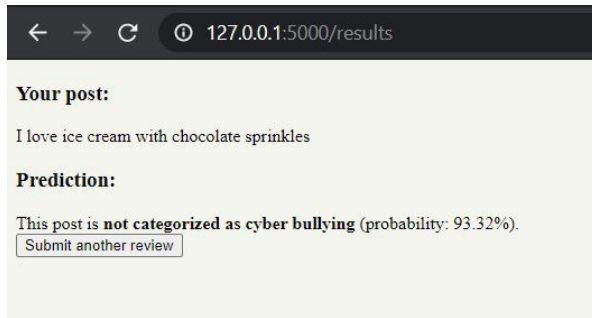 127.0.0.1:5000/results
Your post:
I love ice cream with chocolate sprinkles
Prediction:
This post is not categorized as cyber bullying (probability: 93.32%).
Submit another review